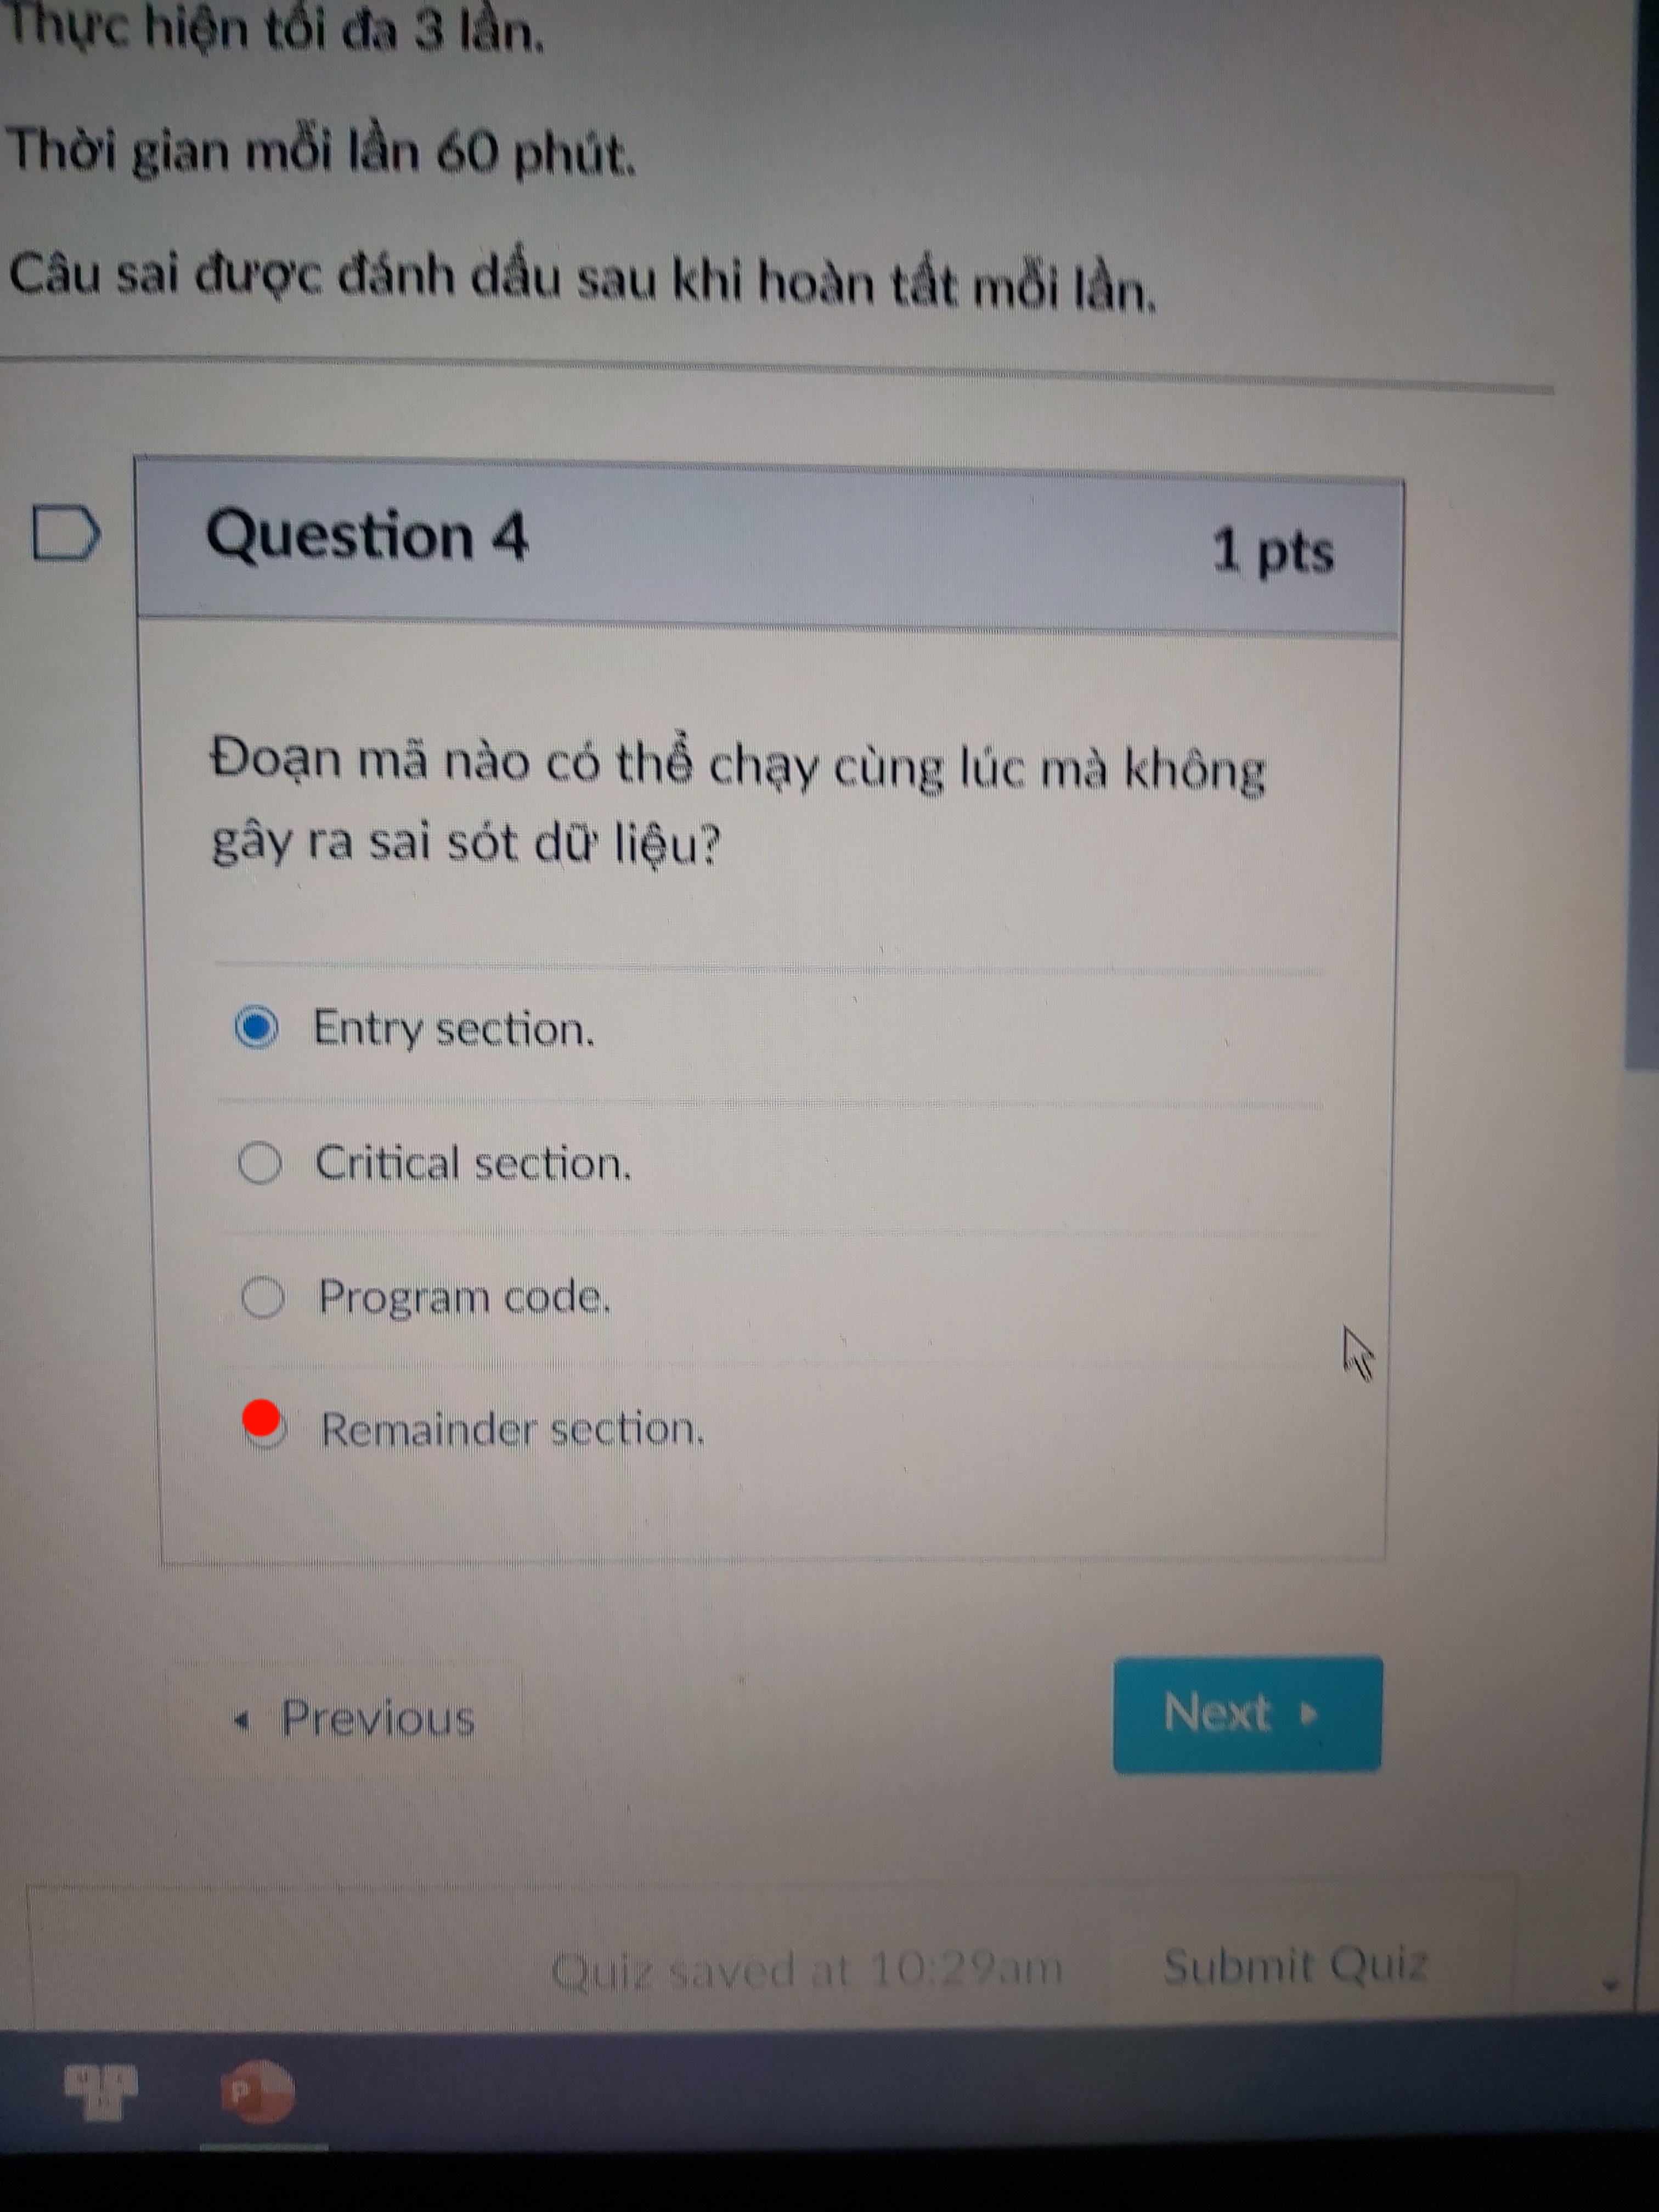 Thực hiện tối đa 3 lần.
Thời gian mỗi lần 60 phút.
Câu sai được đánh dấu sau khi hoàn tất mỗi lần.
Question 4
1 pts
Đoạn mã nào có thể chạy cùng lúc mà không
gây ra sai sót dữ liệu?
Entry section.
Critical section.
Program code.
Remainder section.
Previous
Next
Quiz saved at 10:29am
Submit Quiz
P